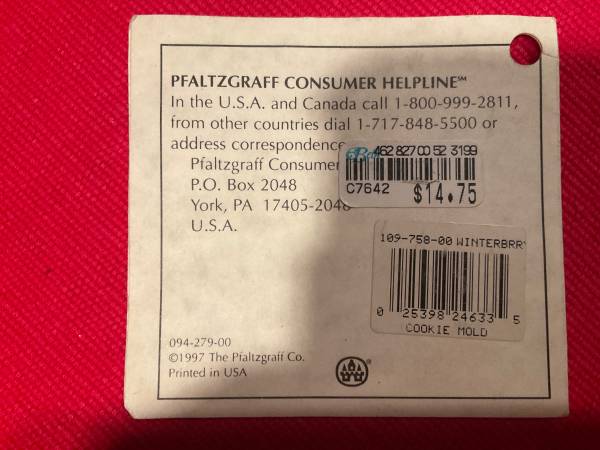 PFALTZGRAFF CONSUMER HELPLINE℠
In the U.S.A. and Canada call 1-800-999-2811,
from other countries dial 1-717-848-5500 or
address correspondence
Pfaltzgraff Consumer
P.O. Box 2048
York, PA 17405-2048
U.S.A.
462 827 00 52 3199
C7642 $14.75
109-758-00 WINTERBRRY
0 25398 24633 5
COOKIE MOLD
094-279-00
©1997 The Pfaltzgraff Co.
Printed in USA
®